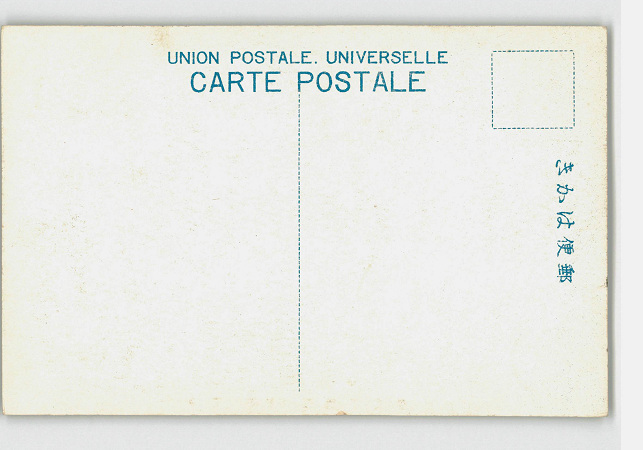 UNION POSTALE. UNIVERSELLE
CARTE POSTALE
郵便はかき